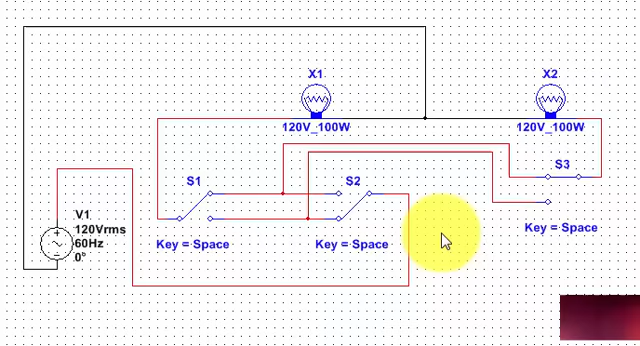 X1
X2
120V_100W
120V_100W
S3
S1
S2
V1
120Vrms
60Hz
0°
Key = Space
Key = Space
Key = Space